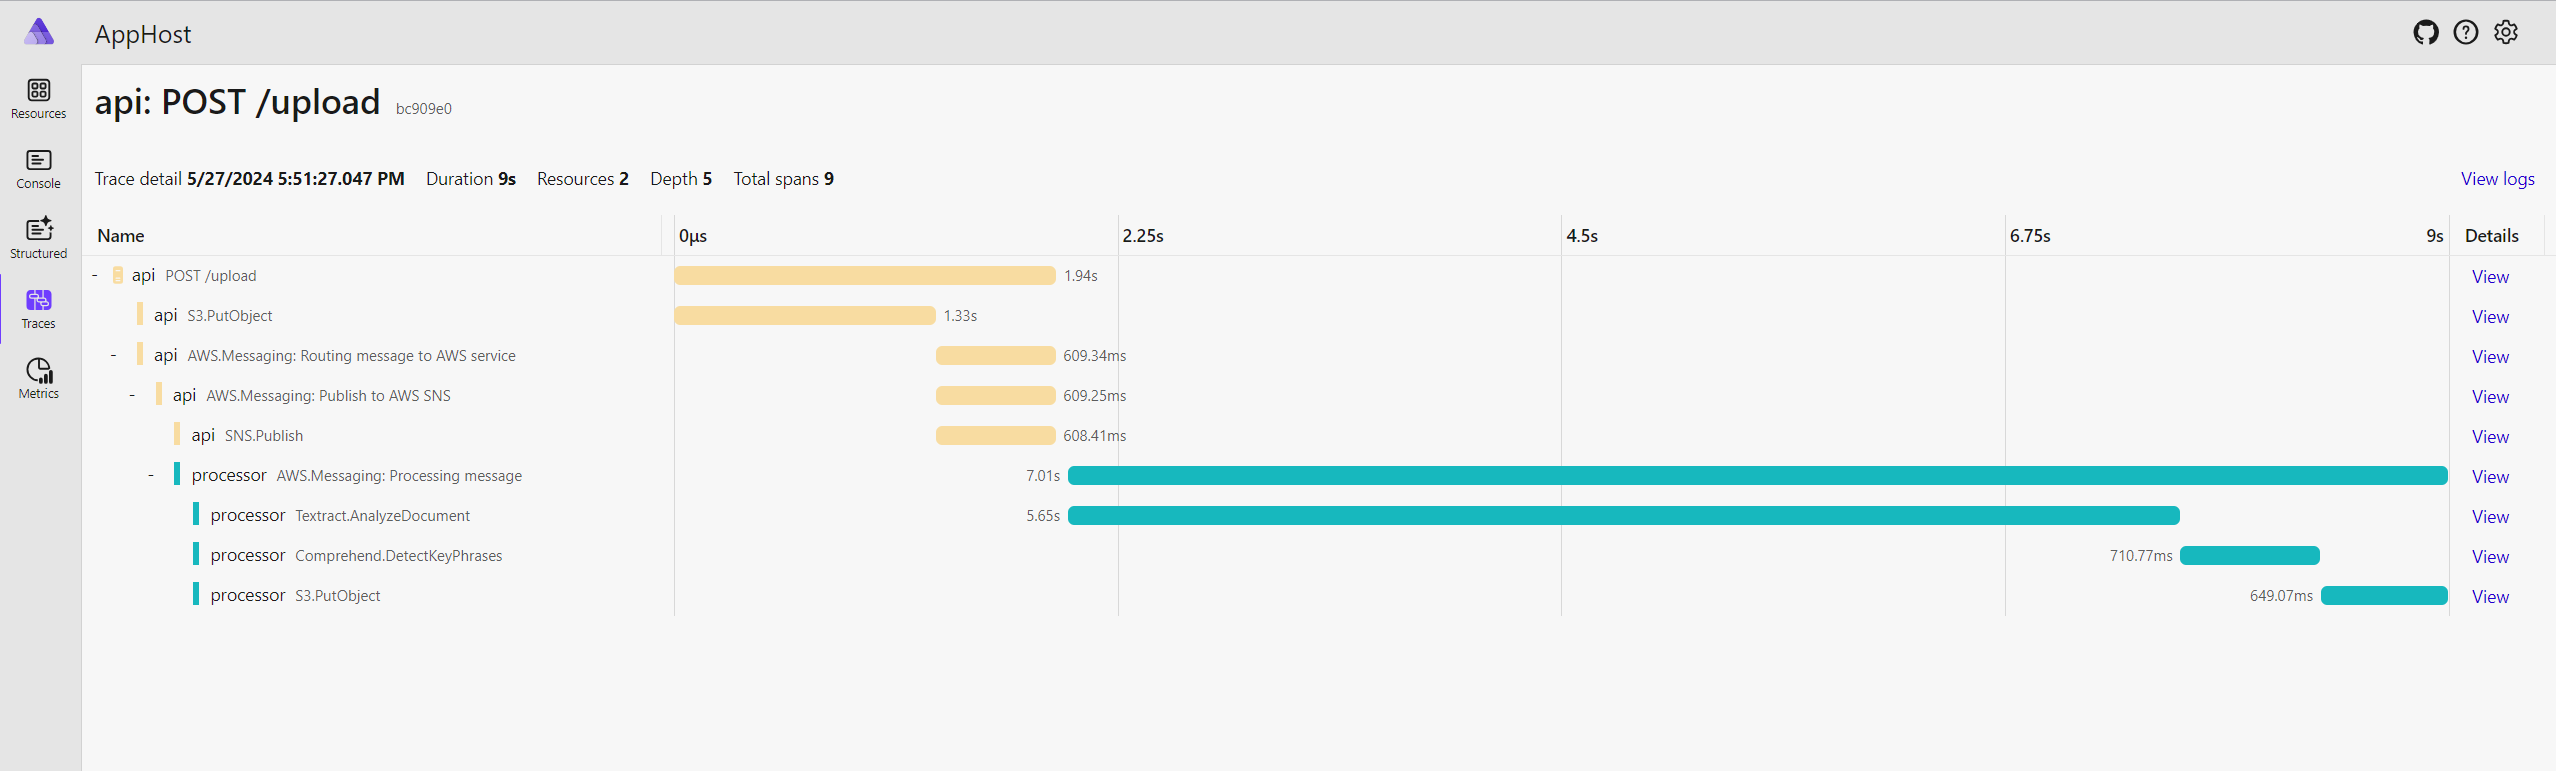 AppHost
Resources
Console
Structured
Traces
Metrics
api: POST /upload bc909e0
Trace detail 5/27/2024 5:51:27.047 PM Duration 9s Resources 2 Depth 5 Total spans 9 View logs
Name 0μs 2.25s 4.5s 6.75s 9s Details
- api POST /upload 1.94s View
api S3.PutObject 1.33s View
- api AWS.Messaging: Routing message to AWS service 609.34ms View
- api AWS.Messaging: Publish to AWS SNS 609.25ms View
api SNS.Publish 608.41ms View
- processor AWS.Messaging: Processing message 7.01s View
processor Textract.AnalyzeDocument 5.65s View
processor Comprehend.DetectKeyPhrases 710.77ms View
processor S3.PutObject 649.07ms View